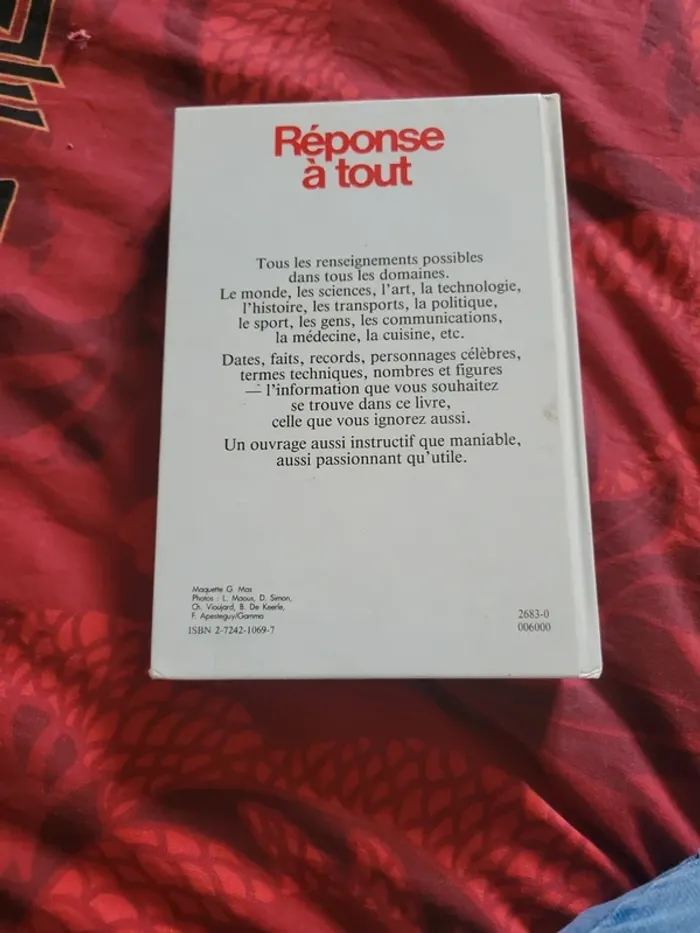 Réponse
à tout
Tous les renseignements possibles
dans tous les domaines.
Le monde, les sciences, l'art, la technologie,
l'histoire, les transports, la politique,
le sport, les gens, les communications,
la médecine, la cuisine, etc.
Dates, faits, records, personnages célèbres,
termes techniques, nombres et figures
— l'information que vous souhaitez
se trouve dans ce livre,
celle que vous ignorez aussi.
Un ouvrage aussi instructif que maniable,
aussi passionnant qu'utile.
Maquette G. Mas
Photos : L. Maous, D. Simon,
Ch. Vioujard, B. De Keerle,
F. Apesteguy/Gamma
ISBN 2-7242-1069-7
2683-0
006000